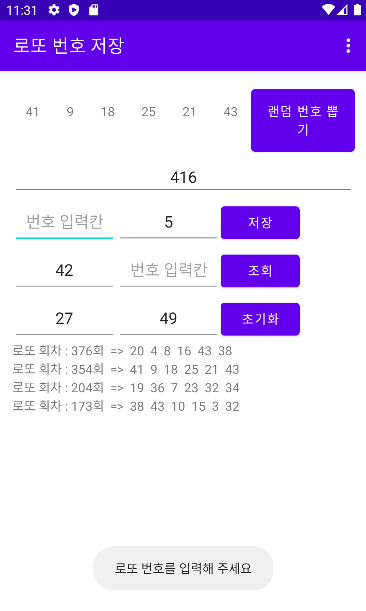 11:31
로또 번호 저장
41 9 18 25 21 43
랜덤 번호 뽑
기
416
번호 입력칸 5 저장
42 번호 입력칸 조회
27 49 초기화
로또 회차 : 376회 => 20 4 8 16 43 38
로또 회차 : 354회 => 41 9 18 25 21 43
로또 회차 : 204회 => 19 36 7 23 32 34
로또 회차 : 173회 => 38 43 10 15 3 32
로또 번호를 입력해 주세요